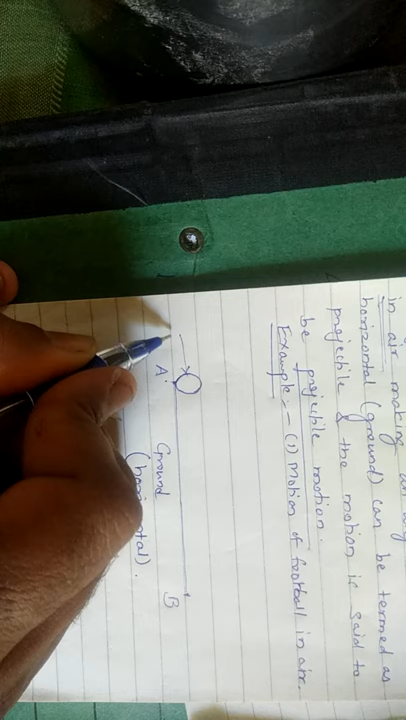 in air making an
horizontal (ground) can be termed as
projectile & the motion is said to
be projectile motion.
Example :- (1) Motion of football in air.
A B
Ground